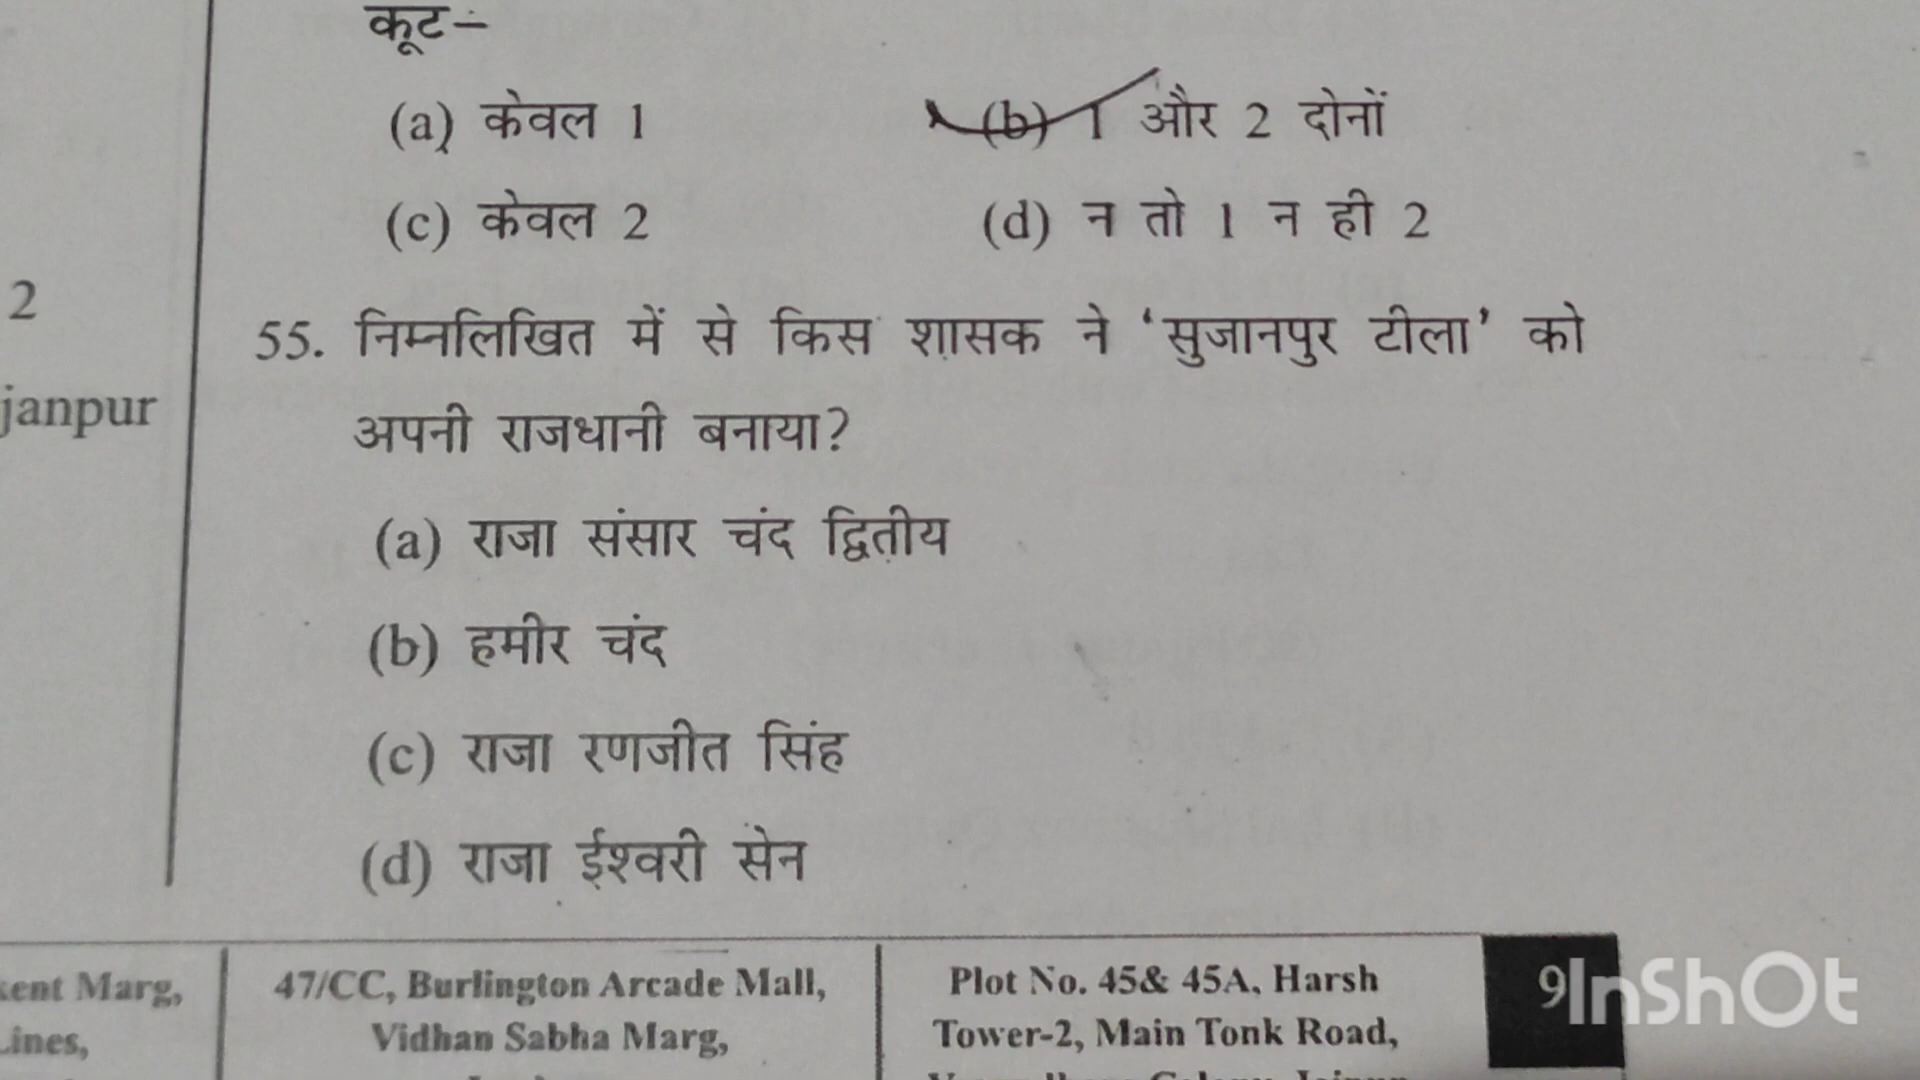 कूट–
(a) केवल 1
(b) 1 और 2 दोनों
(c) केवल 2
(d) न तो 1 न ही 2
2
janpur
55. निम्नलिखित में से किस शासक ने 'सुजानपुर टीला' को
अपनी राजधानी बनाया?
(a) राजा संसार चंद द्वितीय
(b) हमीर चंद
(c) राजा रणजीत सिंह
(d) राजा ईश्वरी सेन
Marg,
47/CC, Burlington Arcade Mall,
Vidhan Sabha Marg,
Plot No. 45& 45A, Harsh
Tower-2, Main Tonk Road,
9
InShOt